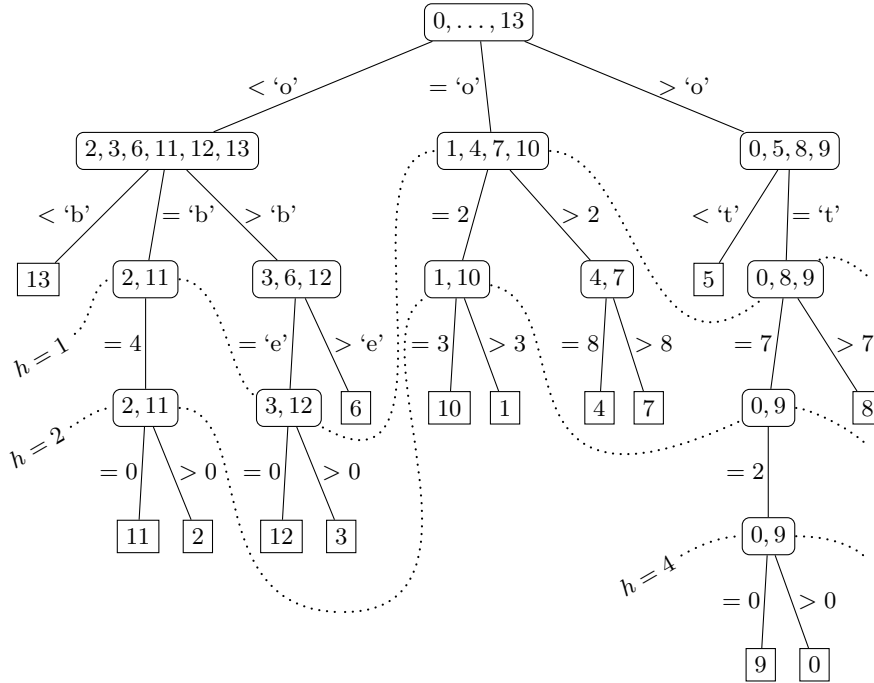 0, . . . , 13
< ‘o’ = ‘o’ > ‘o’
2, 3, 6, 11, 12, 13 1, 4, 7, 10 0, 5, 8, 9
< ‘b’ = ‘b’ > ‘b’ = 2 > 2 < ‘t’ = ‘t’
13 2, 11 3, 6, 12 1, 10 4, 7 5 0, 8, 9
h = 1 = 4 = ‘e’ > ‘e’ = 3 > 3 = 8 > 8 = 7 > 7
2, 11 3, 12 6 10 1 4 7 0, 9 8
h = 2 = 0 > 0 = 0 > 0 = 2
11 2 12 3 0, 9
h = 4 = 0 > 0
9 0